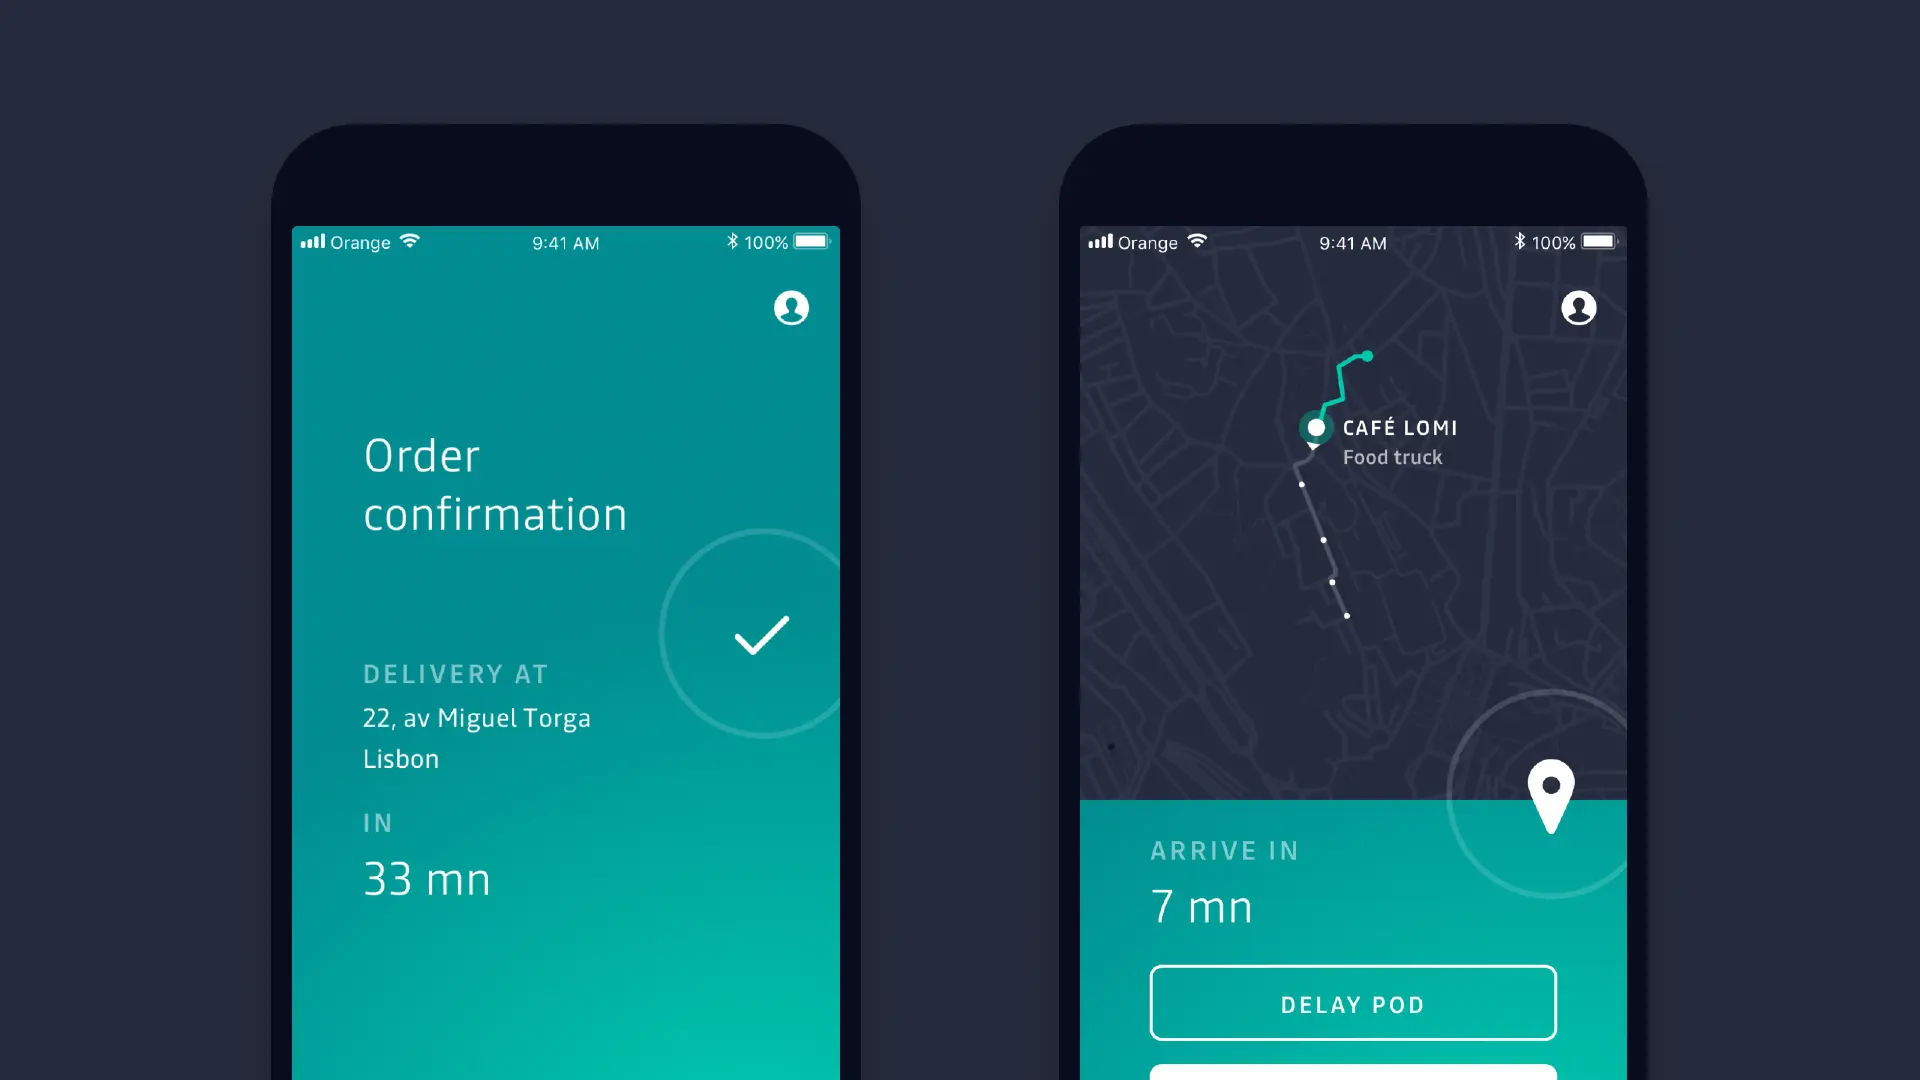 Orange 9:41 AM 100%
Order
confirmation
DELIVERY AT
22, av Miguel Torga
Lisbon
IN
33 mn
Orange 9:41 AM 100%
CAFÉ LOMI
Food truck
ARRIVE IN
7 mn
DELAY POD